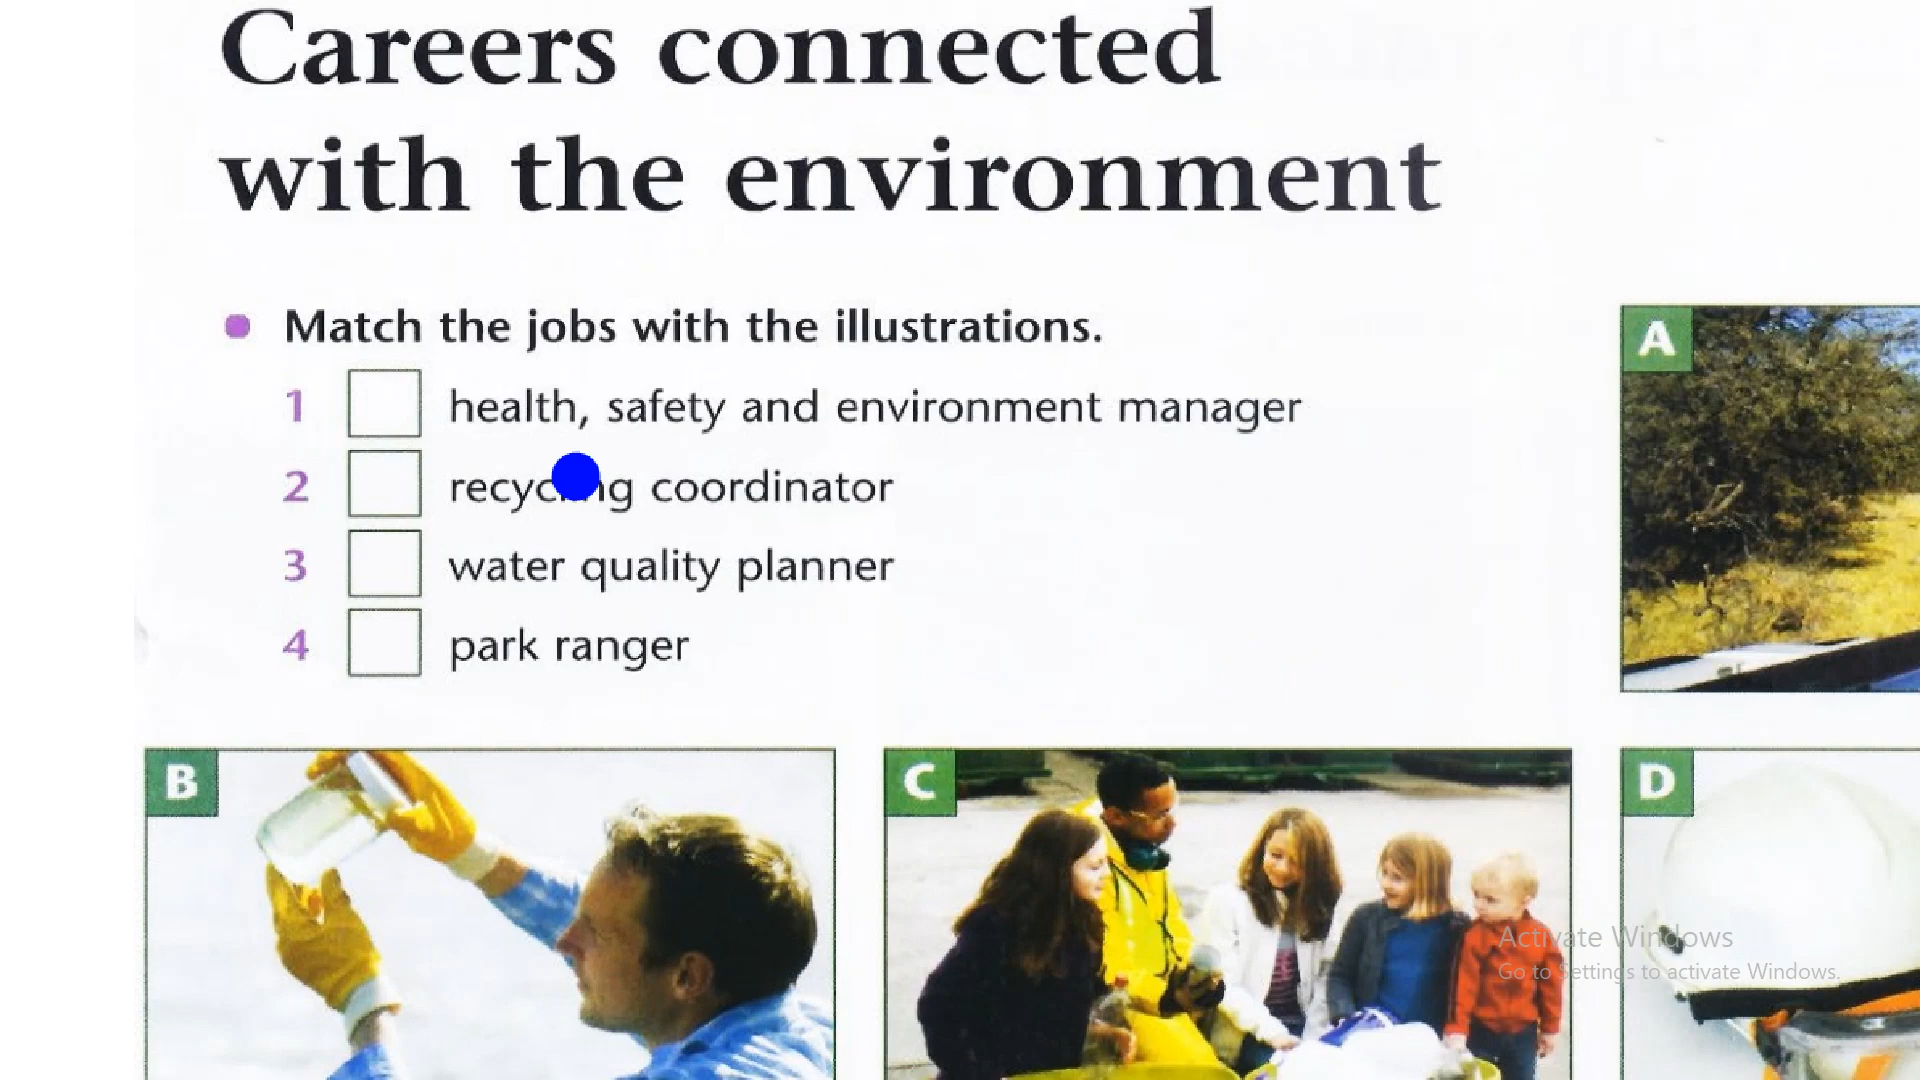 Careers connected
with the environment
Match the jobs with the illustrations.
1 health, safety and environment manager
2 recycling coordinator
3 water quality planner
4 park ranger
A
B
C
D
Activate Windows
Go to Settings to activate Windows.